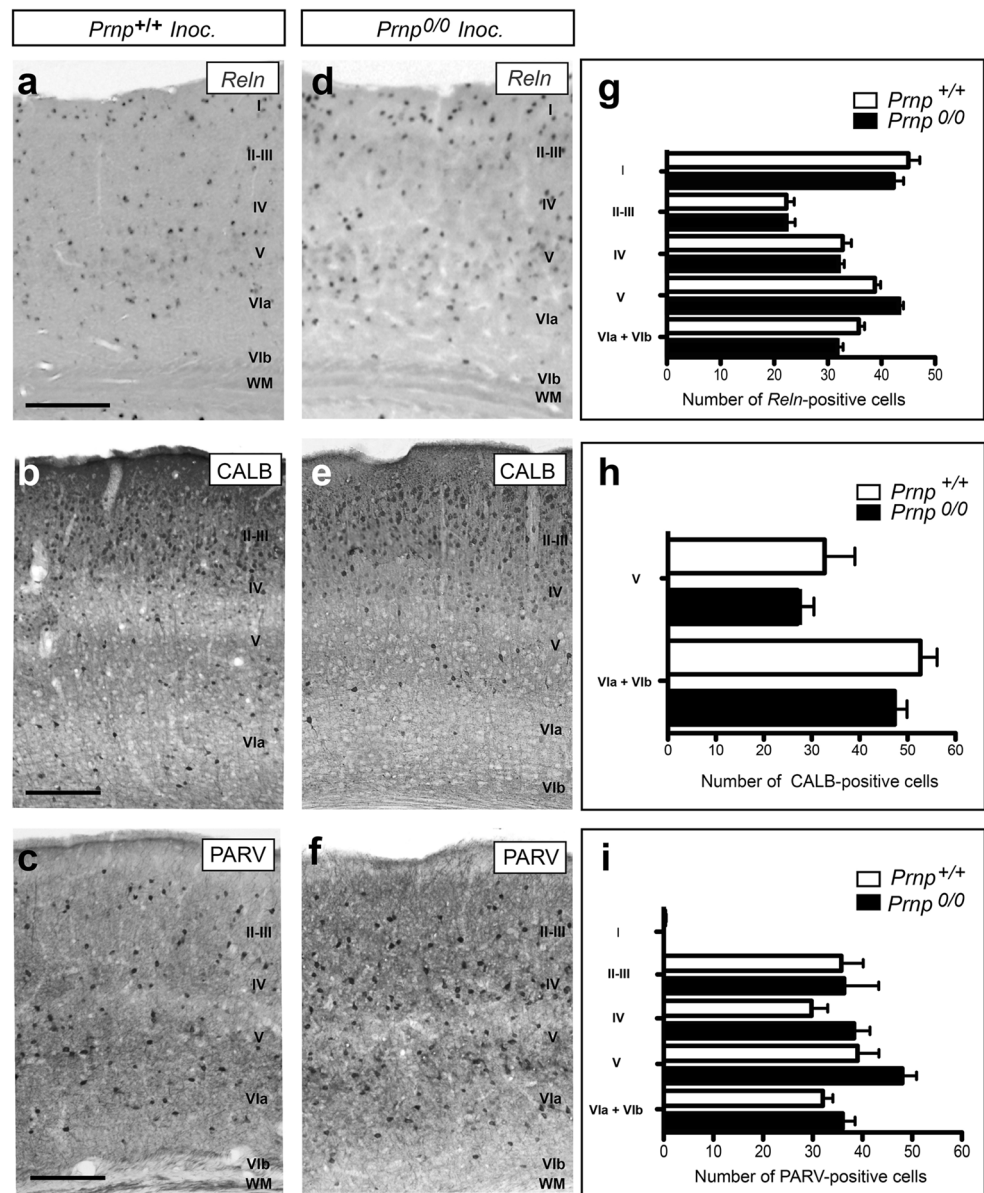 Prnp+/+ Inoc.
Prnp0/0 Inoc.
a
Reln
I
II-III
IV
V
VIa
VIb
WM
d
Reln
I
II-III
IV
V
VIa
VIb
WM
g
Prnp +/+
Prnp 0/0
I
II-III
IV
V
VIa + VIb
0 10 20 30 40 50
Number of Reln-positive cells
b
CALB
II-III
IV
V
VIa
e
CALB
II-III
IV
V
VIa
VIb
h
Prnp +/+
Prnp 0/0
V
VIa + VIb
0 10 20 30 40 50 60
Number of CALB-positive cells
c
PARV
II-III
IV
V
VIa
VIb
WM
f
PARV
II-III
IV
V
VIa
VIb
WM
i
Prnp +/+
Prnp 0/0
I
II-III
IV
V
VIa + VIb
0 10 20 30 40 50 60
Number of PARV-positive cells